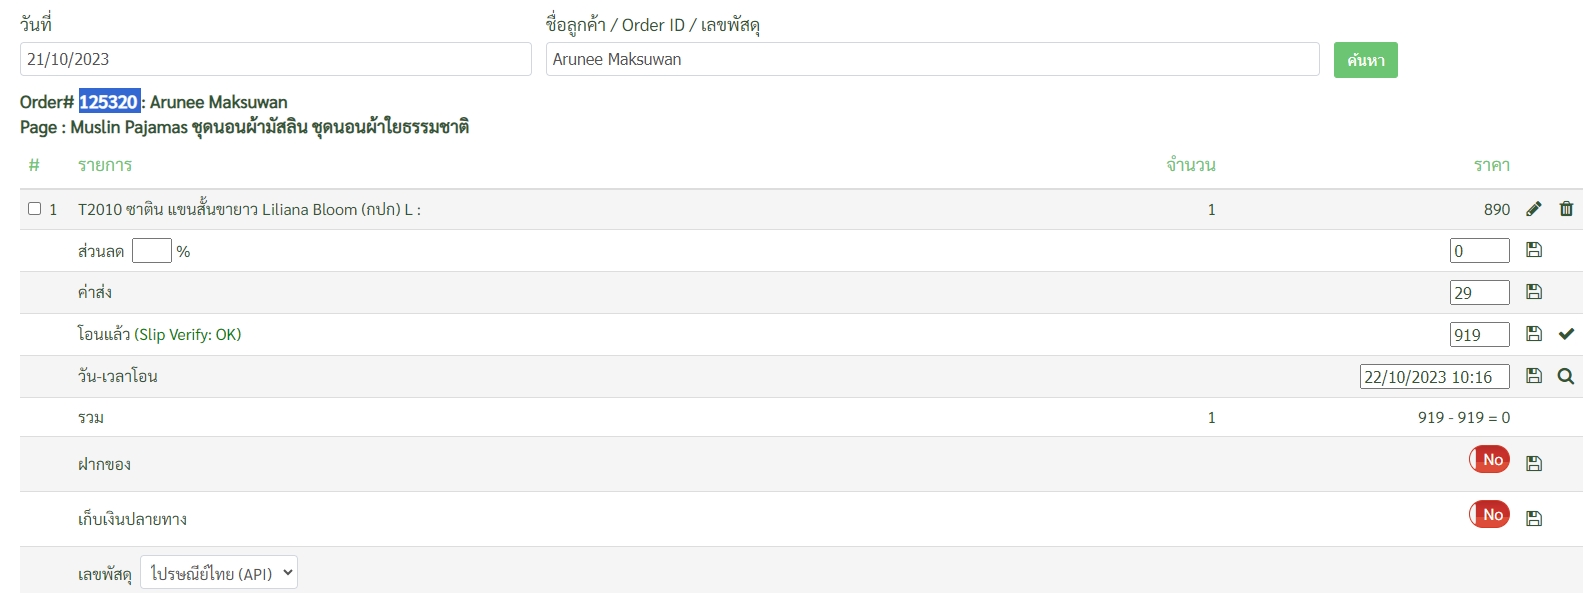 วันที่ ชื่อลูกค้า / Order ID / เลขพัสดุ
21/10/2023 Arunee Maksuwan ค้นหา
Order# 125320 : Arunee Maksuwan
Page : Muslin Pajamas ชุดนอนผ้ามัสลิน ชุดนอนผ้าใยธรรมชาติ
# รายการ จำนวน ราคา
1 T2010 ซาติน แขนสั้นขายาว Liliana Bloom (กปก) L : 1 890
ส่วนลด % 0
ค่าส่ง 29
โอนแล้ว (Slip Verify: OK) 919
วัน-เวลาโอน 22/10/2023 10:16
รวม 1 919 - 919 = 0
ฝากของ No
เก็บเงินปลายทาง No
เลขพัสดุ ไปรษณีย์ไทย (API)